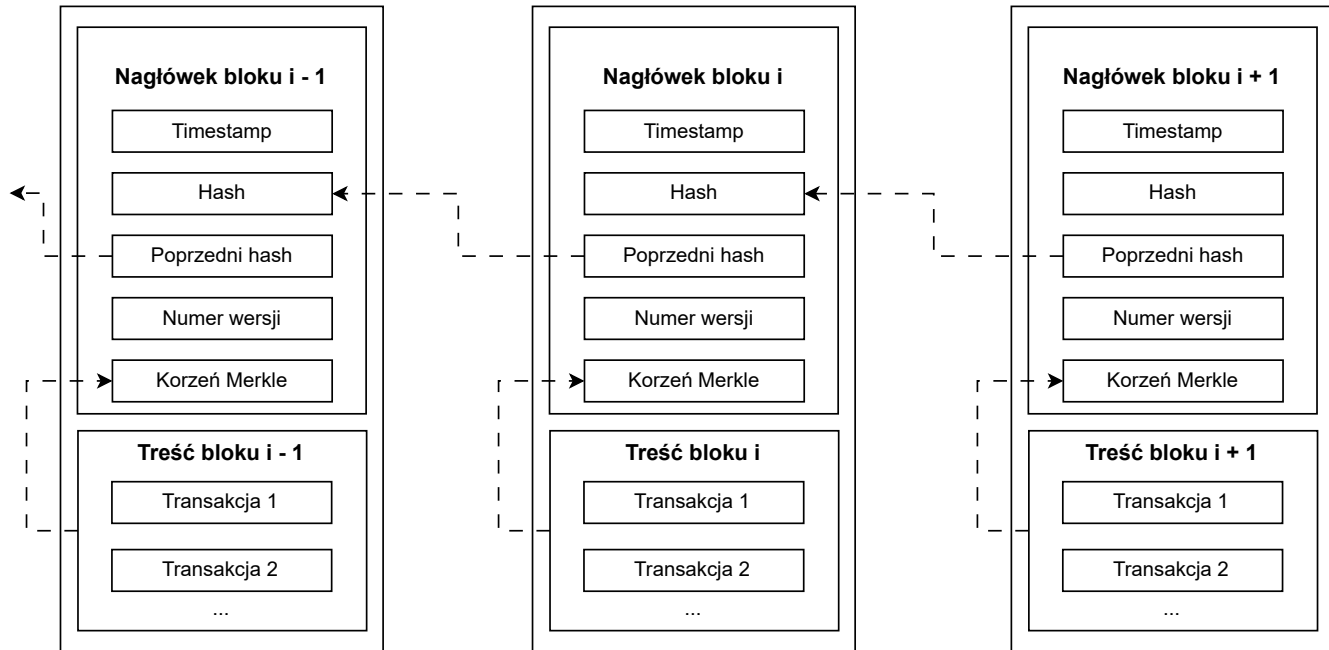 Nagłówek bloku i - 1
Timestamp
Hash
Poprzedni hash
Numer wersji
Korzeń Merkle
Treść bloku i - 1
Transakcja 1
Transakcja 2
...
Nagłówek bloku i
Timestamp
Hash
Poprzedni hash
Numer wersji
Korzeń Merkle
Treść bloku i
Transakcja 1
Transakcja 2
...
Nagłówek bloku i + 1
Timestamp
Hash
Poprzedni hash
Numer wersji
Korzeń Merkle
Treść bloku i + 1
Transakcja 1
Transakcja 2
...